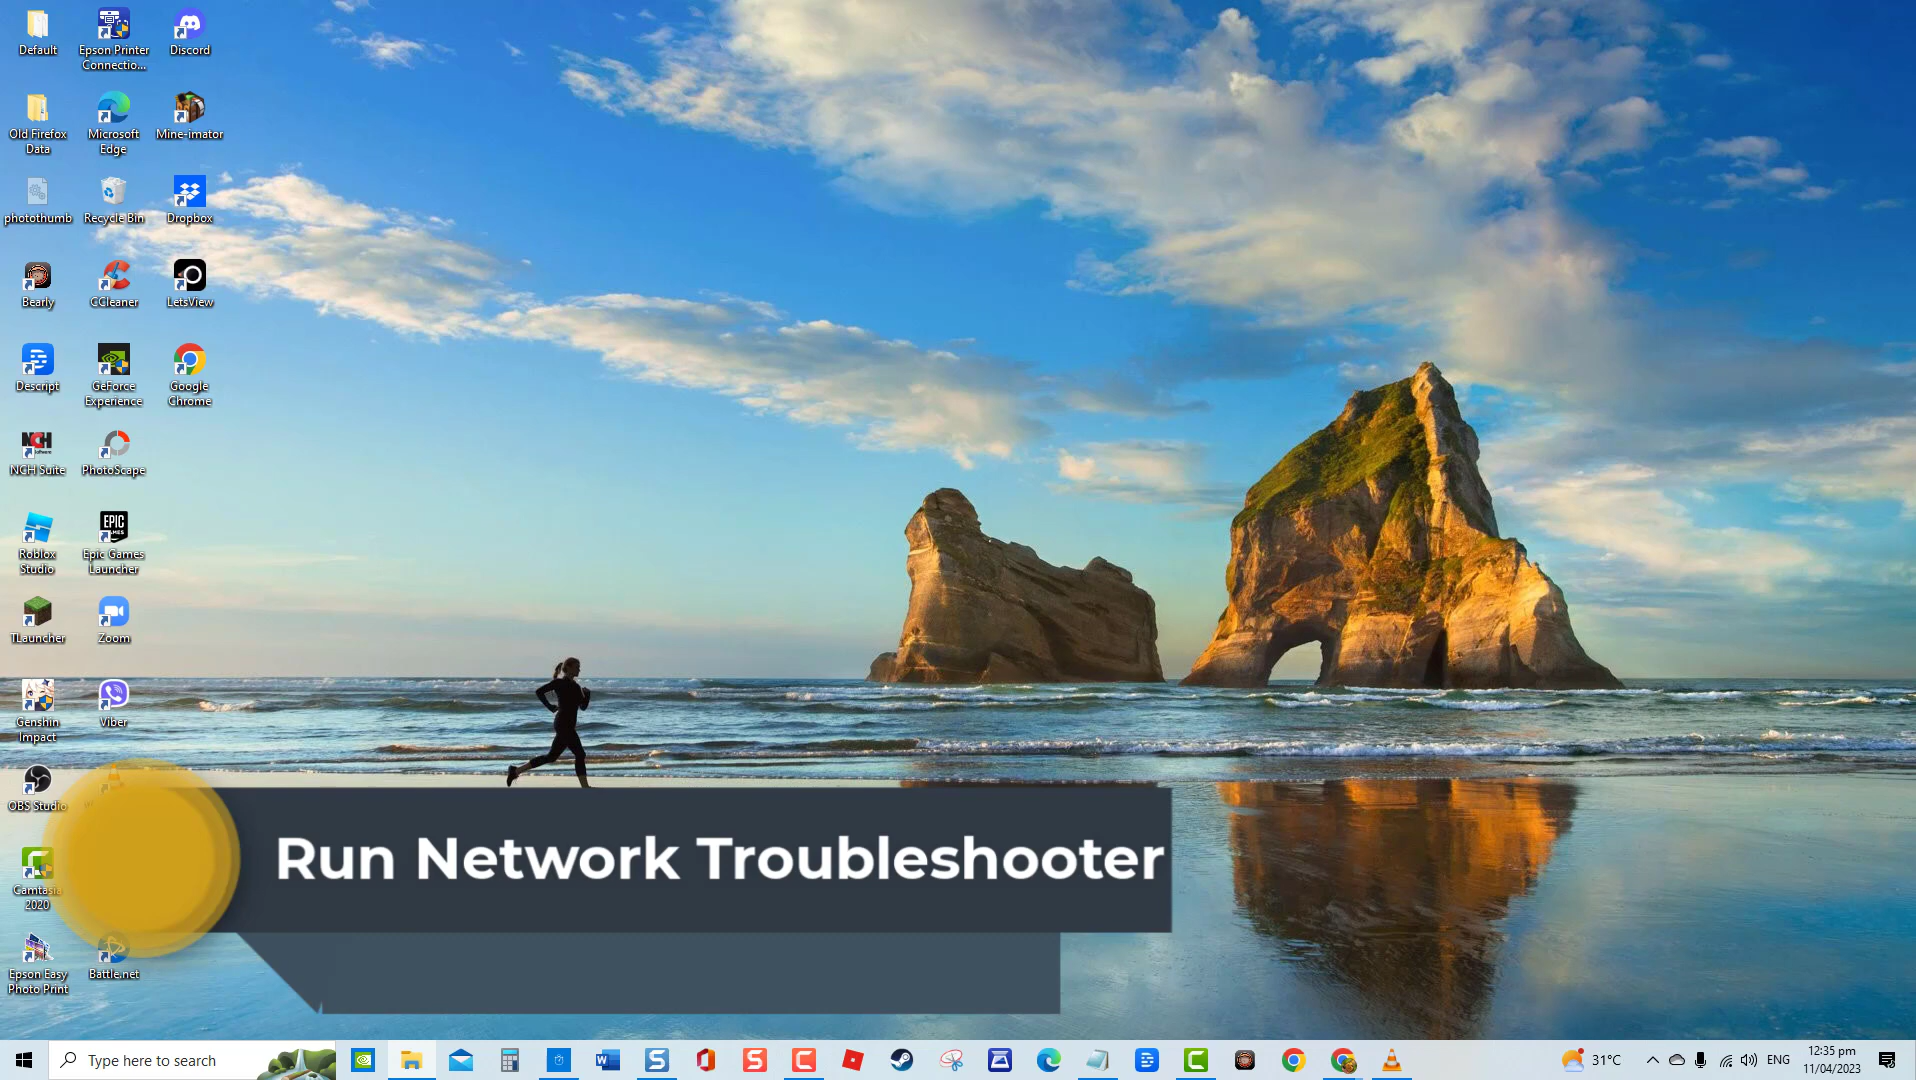 Default
Epson Printer
Connectio...
Discord
Old Firefox
Data
Microsoft
Edge
Mine-imator
photothumb
Recycle Bin
Dropbox
Bearly
CCleaner
LetsView
Descript
GeForce
Experience
Google
Chrome
NCH
NCH Suite
PhotoScape
Roblox
Studio
EPIC
GAMES
Epic Games
Launcher
TLauncher
Zoom
Genshin
Impact
Viber
OBS Studio
Camtasia
2020
Epson Easy
Photo Print
Battle.net
Run Network Troubleshooter
Type here to search
31°C
ENG
12:35 pm
11/04/2023